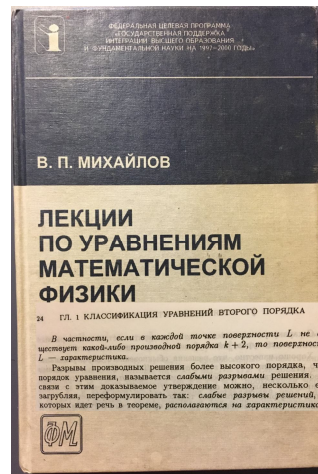 ФЕДЕРАЛЬНАЯ ЦЕЛЕВАЯ ПРОГРАММА
«ГОСУДАРСТВЕННАЯ ПОДДЕРЖКА
ИНТЕГРАЦИИ ВЫСШЕГО ОБРАЗОВАНИЯ
И ФУНДАМЕНТАЛЬНОЙ НАУКИ НА 1997–2000 ГОДЫ»
В. П. МИХАЙЛОВ
ЛЕКЦИИ
ПО УРАВНЕНИЯМ
МАТЕМАТИЧЕСКОЙ
ФИЗИКИ
24 ГЛ. 1 КЛАССИФИКАЦИЯ УРАВНЕНИЙ ВТОРОГО ПОРЯДКА
В частности, если в каждой точке поверхности L не
ществует какой-либо производной порядка k + 2, то поверхнос
L — характеристика.
Разрывы производных решения более высокого порядка, ч
порядок уравнения, называется слабыми разрывами решения.
связи с этим доказываемое утверждение можно, несколько
загрубляя, переформулировать так: слабые разрывы решений,
которых идет речь в теореме, располагаются на характеристика
ФМ